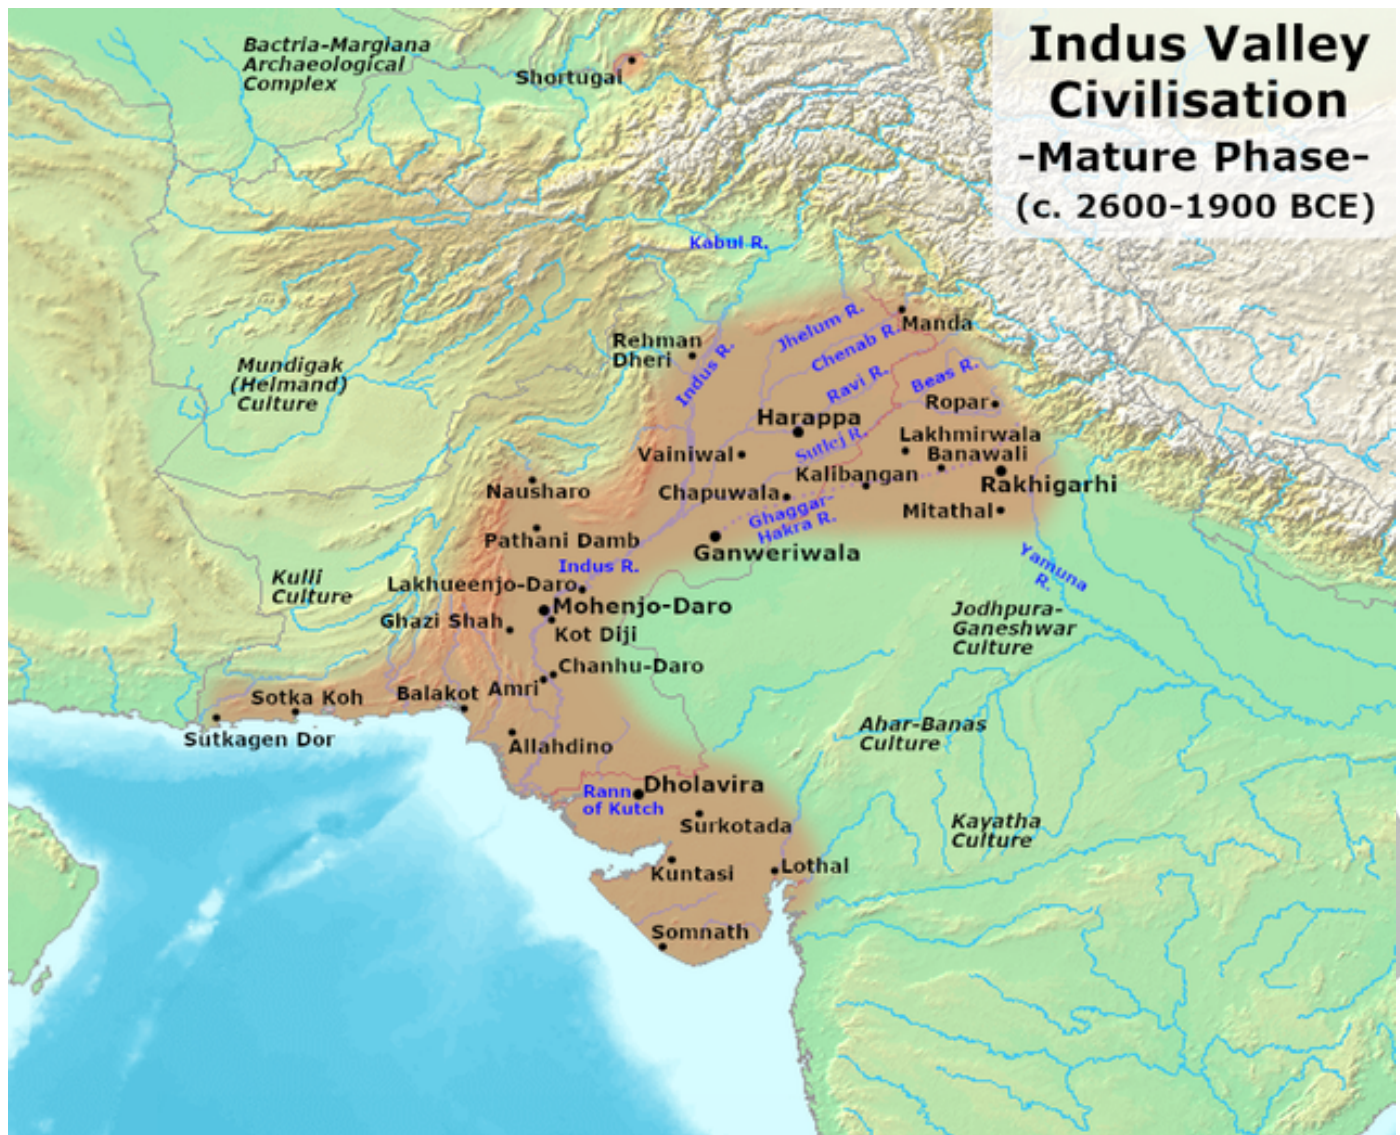 Indus Valley
Civilisation
-Mature Phase-
(c. 2600-1900 BCE)
Bactria-Margiana
Archaeological
Complex
Shortugai
Kabul R.
Rehman
Dheri
Indus R.
Jhelum R.
Manda
Chenab R.
Ravi R.
Beas R.
Mundigak
(Helmand)
Culture
Ropar
Harappa
Sutlej R.
Lakhmirwala
Banawali
Vainiwal
Kalibangan
Rakhigarhi
Nausharo
Chapuwala
Ghaggar-
Hakra R.
Mitathal
Pathani Damb
Ganweriwala
Indus R.
Yamuna
R.
Kulli
Culture
Lakhueenjo-Daro
Mohenjo-Daro
Ghazi Shah
Kot Diji
Jodhpura-
Ganeshwar
Culture
Chanhu-Daro
Sotka Koh
Balakot
Amri
Sutkagen Dor
Allahdino
Ahar-Banas
Culture
Dholavira
Rann
of Kutch
Surkotada
Kayatha
Culture
Kuntasi
Lothal
Somnath